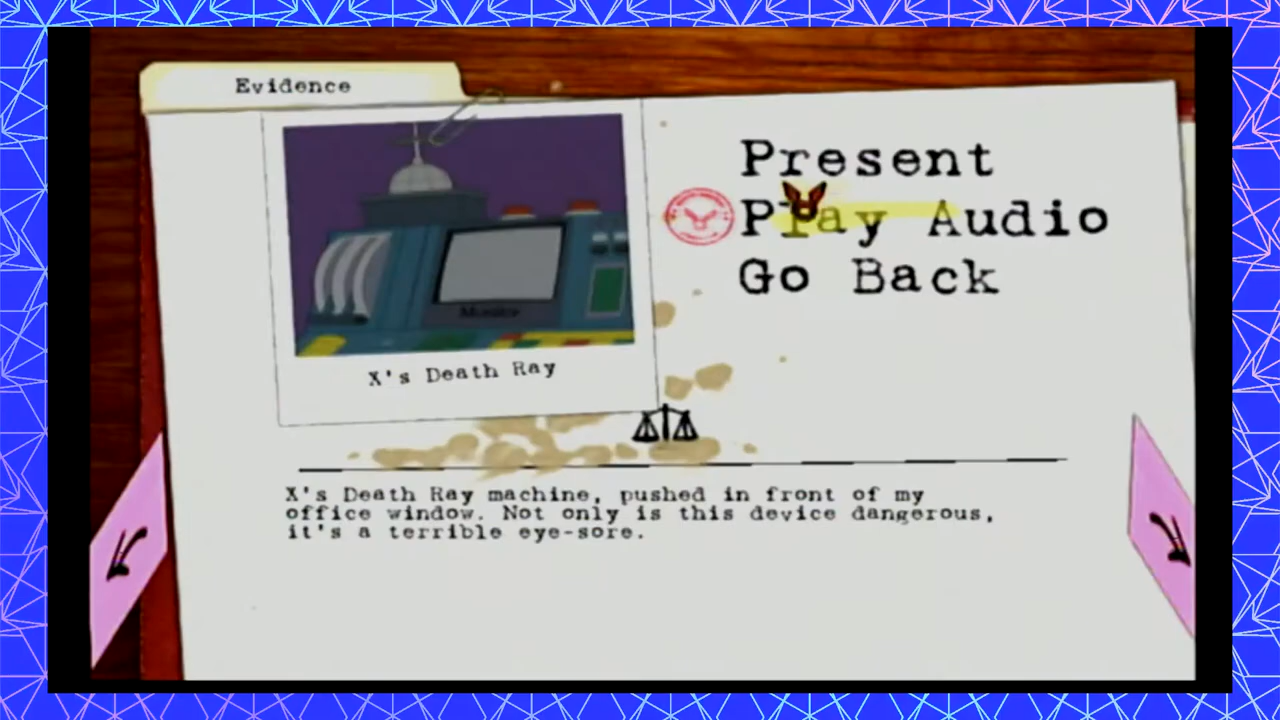 Evidence
Present
Play Audio
Go Back
Monitor
X's Death Ray
X's Death Ray machine, pushed in front of my
office window. Not only is this device dangerous,
it's a terrible eye-sore.